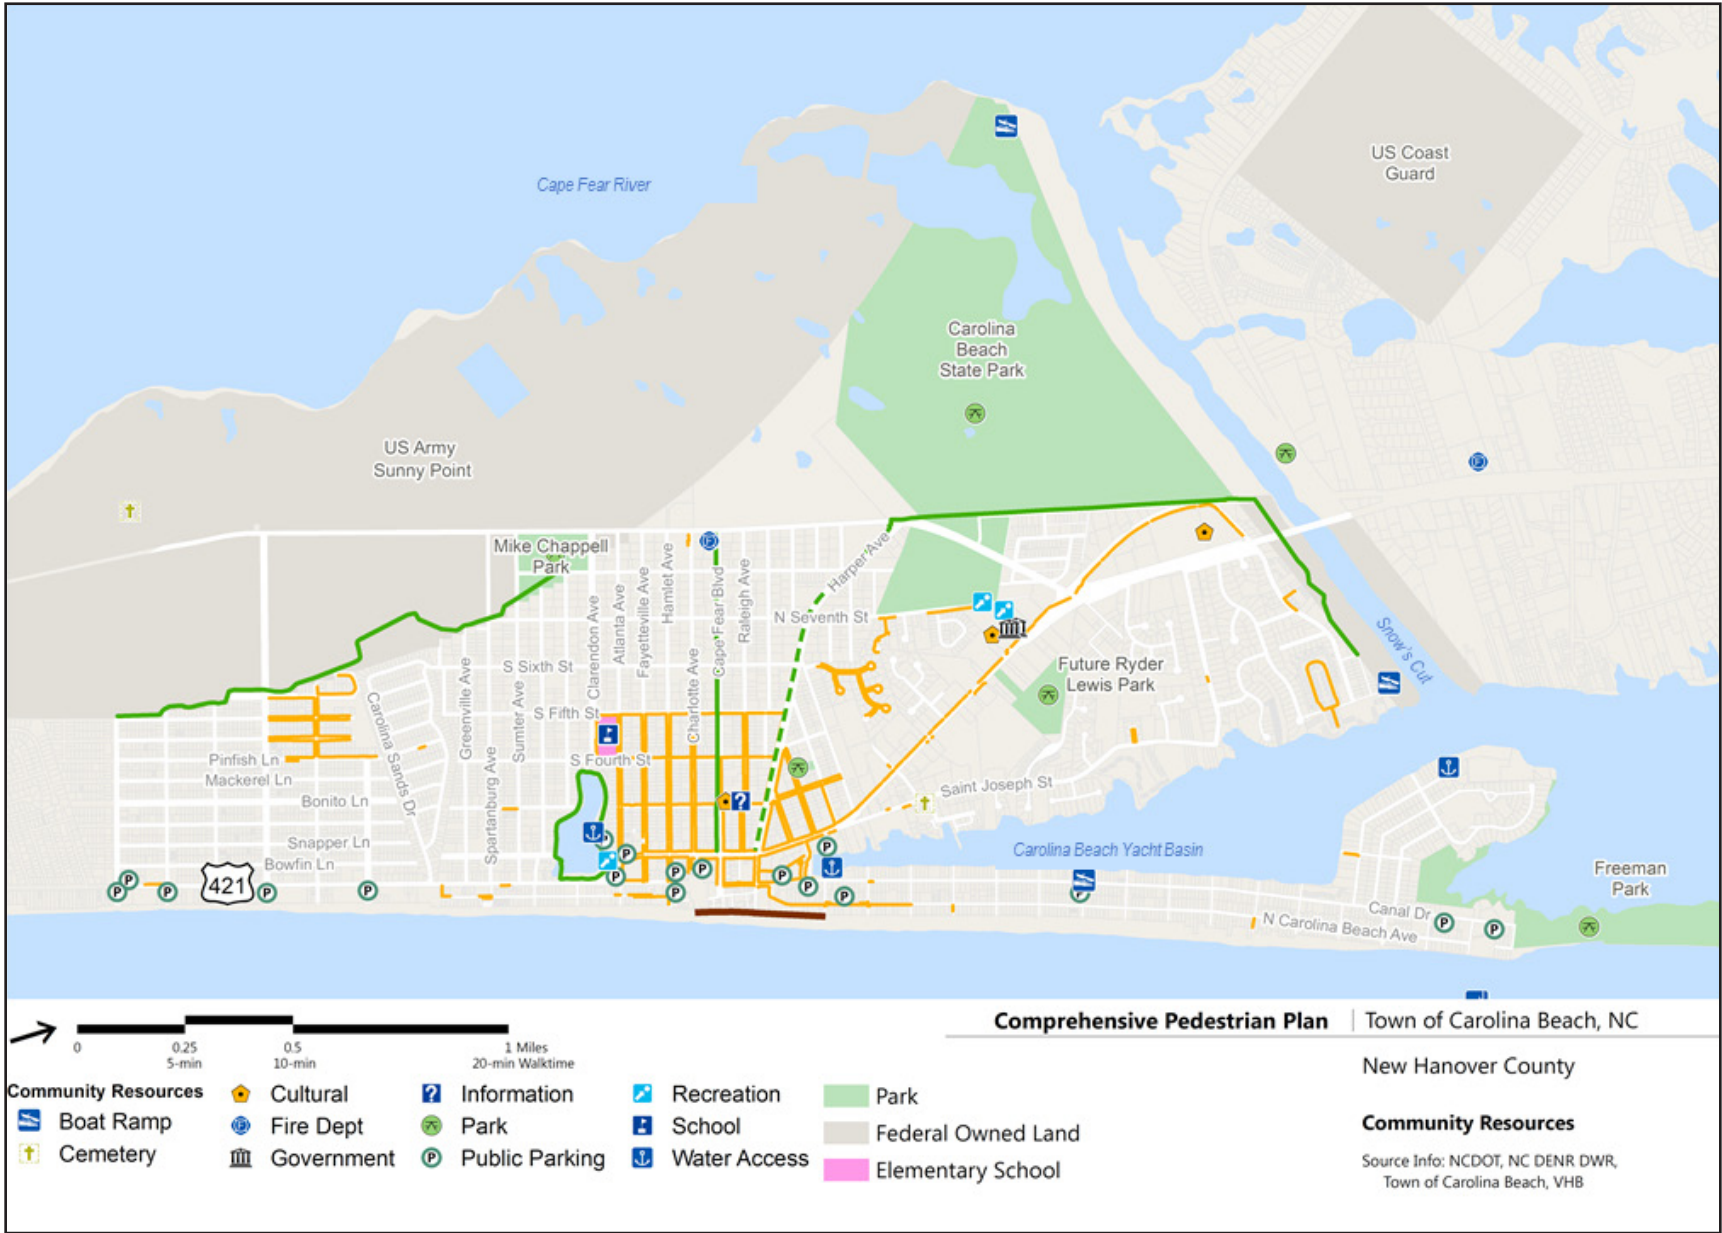 US Coast
Guard
Cape Fear River
Carolina
Beach
State Park
US Army
Sunny Point
Mike Chappell
Park
Harper Ave
Hamlet Ave
Raleigh Ave
Cape Fear Blvd
Fayetteville Ave
Atlanta Ave
Clarendon Ave
N Seventh St
Snow's Cut
S Sixth St
Charlotte Ave
Future Ryder
Lewis Park
Greenville Ave
Sumter Ave
Carolina Sands Dr
S Fifth St
Spartanburg Ave
S Fourth St
Pinfish Ln
Mackerel Ln
Saint Joseph St
Bonito Ln
Snapper Ln
Carolina Beach Yacht Basin
Bowfin Ln
421
Freeman
Park
Canal Dr
N Carolina Beach Ave
0
0.25
0.5
1 Miles
5-min
10-min
20-min Walktime
Comprehensive Pedestrian Plan | Town of Carolina Beach, NC
New Hanover County
Community Resources
Source Info: NCDOT, NC DENR DWR,
Town of Carolina Beach, VHB
Community Resources
Boat Ramp
Cemetery
Cultural
Fire Dept
Government
Information
Park
Public Parking
Recreation
School
Water Access
Park
Federal Owned Land
Elementary School